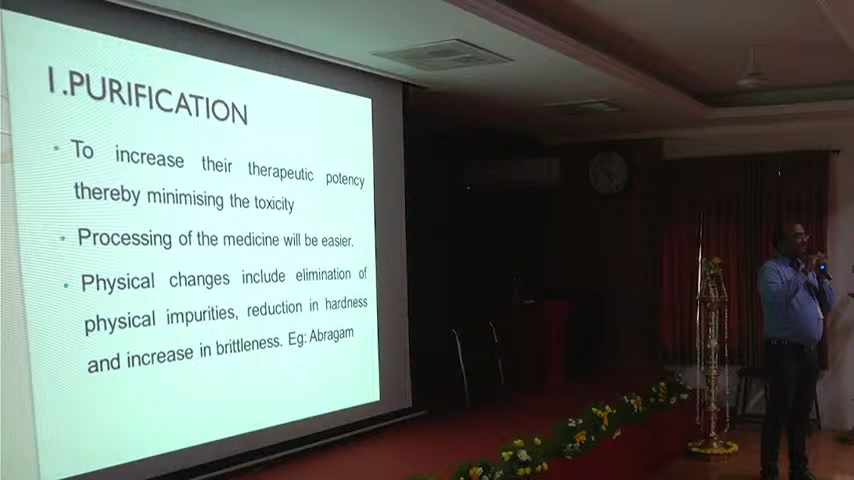 1.PURIFICATION
• To increase their therapeutic potency
thereby minimising the toxicity
• Processing of the medicine will be easier.
• Physical changes include elimination of
physical impurities, reduction in hardness
and increase in brittleness. Eg: Abragam